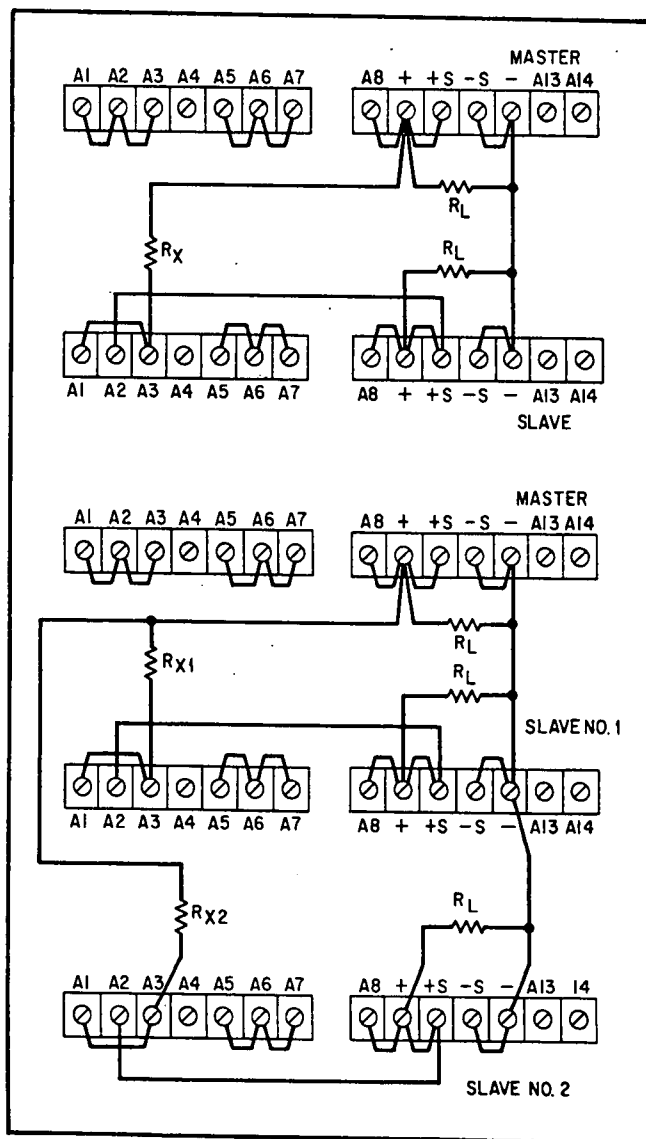 MASTER
A1 A2 A3 A4 A5 A6 A7 A8 + +S -S - A13 A14
RL
RX
RL
A1 A2 A3 A4 A5 A6 A7 A8 + +S -S - A13 A14
SLAVE
MASTER
A1 A2 A3 A4 A5 A6 A7 A8 + +S -S - A13 A14
RL
RX1
RL
SLAVE NO. 1
A1 A2 A3 A4 A5 A6 A7 A8 + +S -S - A13 A14
RL
RX2
A1 A2 A3 A4 A5 A6 A7 A8 + +S -S - A13 14
SLAVE NO. 2